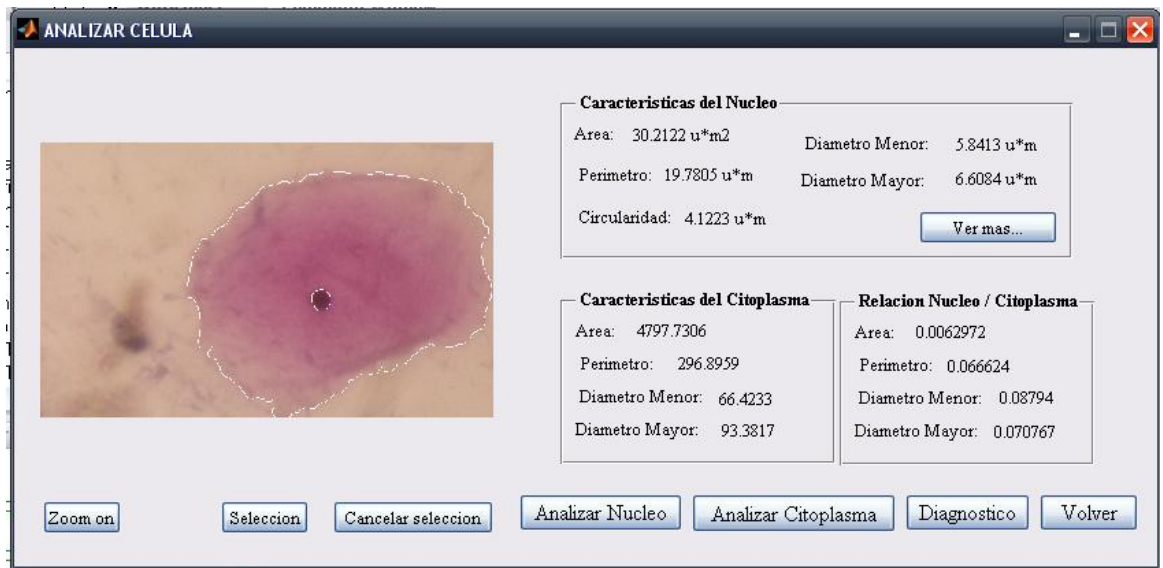 ANALIZAR CELULA
Caracteristicas del Nucleo
Area: 30.2122 u*m2
Diametro Menor: 5.8413 u*m
Perimetro: 19.7805 u*m
Diametro Mayor: 6.6084 u*m
Circularidad: 4.1223 u*m
Ver mas...
Caracteristicas del Citoplasma
Area: 4797.7306
Perimetro: 296.8959
Diametro Menor: 66.4233
Diametro Mayor: 93.3817
Relacion Nucleo / Citoplasma
Area: 0.0062972
Perimetro: 0.066624
Diametro Menor: 0.08794
Diametro Mayor: 0.070767
Zoom on
Seleccion
Cancelar seleccion
Analizar Nucleo
Analizar Citoplasma
Diagnostico
Volver